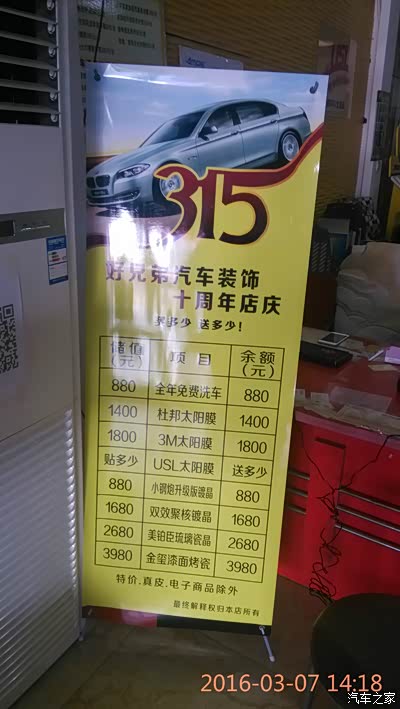 315
好兄弟汽车装饰
十周年店庆
买多少 送多少!
储值(元) 项目 余额(元)
880 全年免费洗车 880
1400 杜邦太阳膜 1400
1800 3M太阳膜 1800
贴多少 USL太阳膜 送多少
880 小钢炮升级版镀晶 880
1680 双效聚核镀晶 1680
2680 美铂臣琉璃瓷晶 2680
3980 金玺漆面烤瓷 3980
特价.真皮.电子商品除外
最终解释权归本店所有
2016-03-07 14:18
汽车之家